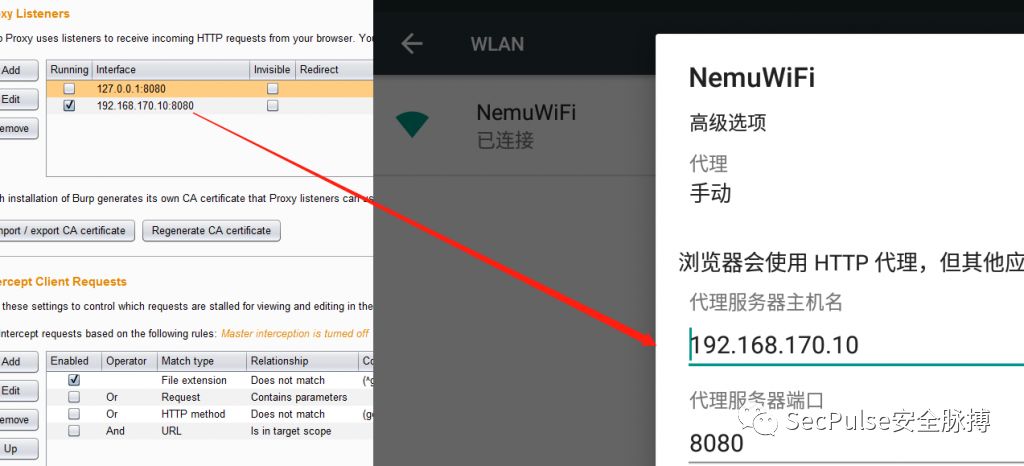 xy Listeners
o Proxy uses listeners to receive incoming HTTP requests from your browser. You
Add
Edit
emove
Running Interface Invisible Redirect
127.0.0.1:8080
192.168.170.10:8080
h installation of Burp generates its own CA certificate that Proxy listeners can us
mport / export CA certificate Regenerate CA certificate
ercept Client Requests
these settings to control which requests are stalled for viewing and editing in the
ntercept requests based on the following rules: Master interception is turned off
Add
Edit
emove
Up
Enabled Operator Match type Relationship Co
File extension Does not match (^g
Or Request Contains parameters
Or HTTP method Does not match (ge
And URL Is in target scope
WLAN
NemuWiFi
已连接
NemuWiFi
高级选项
代理
手动
浏览器会使用 HTTP 代理，但其他应
代理服务器主机名
192.168.170.10
代理服务器端口
8080
SecPulse安全脉搏